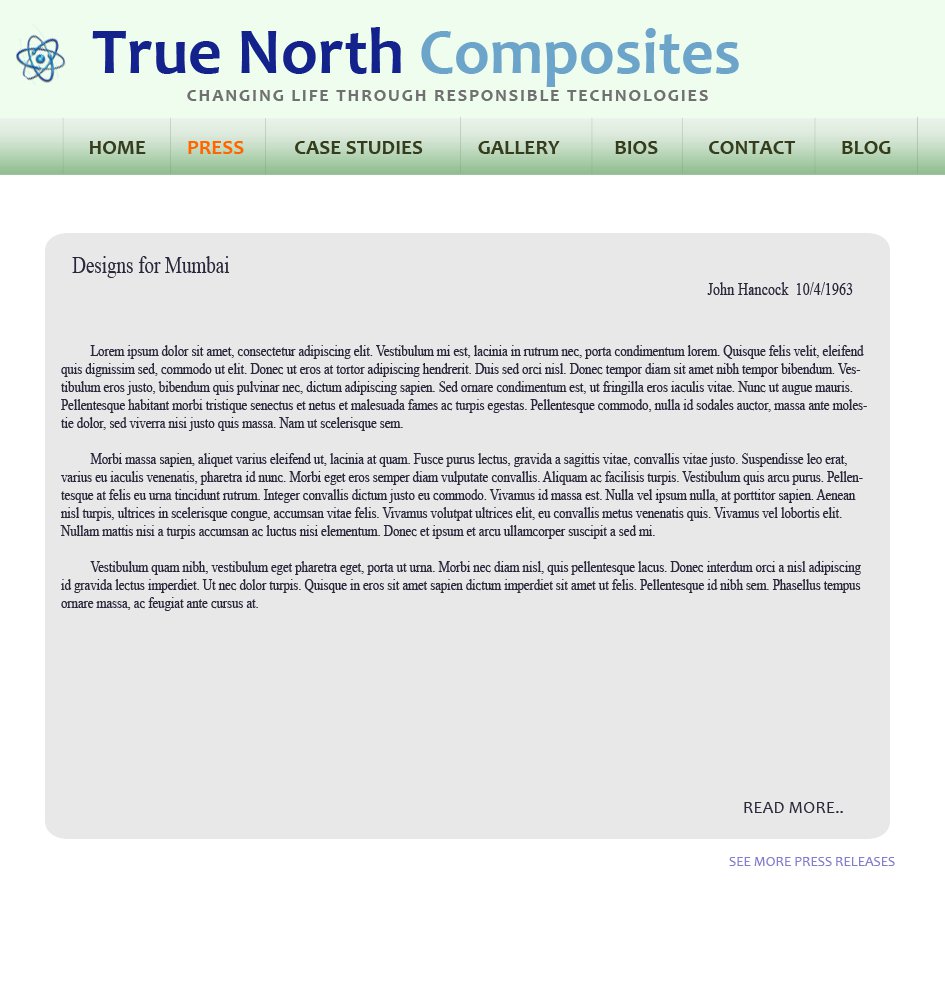 True North Composites
CHANGING LIFE THROUGH RESPONSIBLE TECHNOLOGIES
HOME PRESS CASE STUDIES GALLERY BIOS CONTACT BLOG
Designs for Mumbai
John Hancock 10/4/1963
Lorem ipsum dolor sit amet, consectetur adipiscing elit. Vestibulum mi est, lacinia in rutrum nec, porta condimentum lorem. Quisque felis velit, eleifend
quis dignissim sed, commodo ut elit. Donec ut eros at tortor adipiscing hendrerit. Duis sed orci nisl. Donec tempor diam sit amet nibh tempor bibendum. Ves-
tibulum eros justo, bibendum quis pulvinar nec, dictum adipiscing sapien. Sed ornare condimentum est, ut fringilla eros iaculis vitae. Nunc ut augue mauris.
Pellentesque habitant morbi tristique senectus et netus et malesuada fames ac turpis egestas. Pellentesque commodo, nulla id sodales auctor, massa ante moles-
tie dolor, sed viverra nisi justo quis massa. Nam ut scelerisque sem.
Morbi massa sapien, aliquet varius eleifend ut, lacinia at quam. Fusce purus lectus, gravida a sagittis vitae, convallis vitae justo. Suspendisse leo erat,
varius eu iaculis venenatis, pharetra id nunc. Morbi eget eros semper diam vulputate convallis. Aliquam ac facilisis turpis. Vestibulum quis arcu purus. Pellen-
tesque at felis eu urna tincidunt rutrum. Integer convallis dictum justo eu commodo. Vivamus id massa est. Nulla vel ipsum nulla, at porttitor sapien. Aenean
nisl turpis, ultrices in scelerisque congue, accumsan vitae felis. Vivamus volutpat ultrices elit, eu convallis metus venenatis quis. Vivamus vel lobortis elit.
Nullam mattis nisi a turpis accumsan ac luctus nisi elementum. Donec et ipsum et arcu ullamcorper suscipit a sed mi.
Vestibulum quam nibh, vestibulum eget pharetra eget, porta ut urna. Morbi nec diam nisl, quis pellentesque lacus. Donec interdum orci a nisl adipiscing
id gravida lectus imperdiet. Ut nec dolor turpis. Quisque in eros sit amet sapien dictum imperdiet sit amet ut felis. Pellentesque id nibh sem. Phasellus tempus
ornare massa, ac feugiat ante cursus at.
READ MORE..
SEE MORE PRESS RELEASES